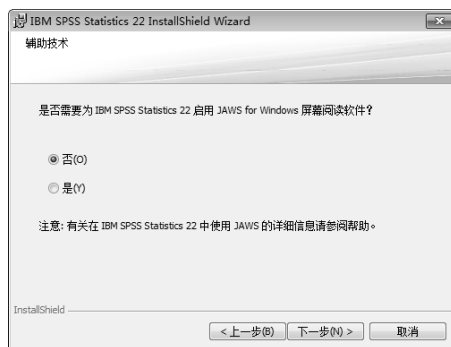 IBM SPSS Statistics 22 InstallShield Wizard
辅助技术
是否需要为 IBM SPSS Statistics 22 启用 JAWS for Windows 屏幕阅读软件?
否(O)
是(Y)
注意: 有关在 IBM SPSS Statistics 22 中使用 JAWS 的详细信息请参阅帮助。
InstallShield
< 上一步(B) 下一步(N) > 取消